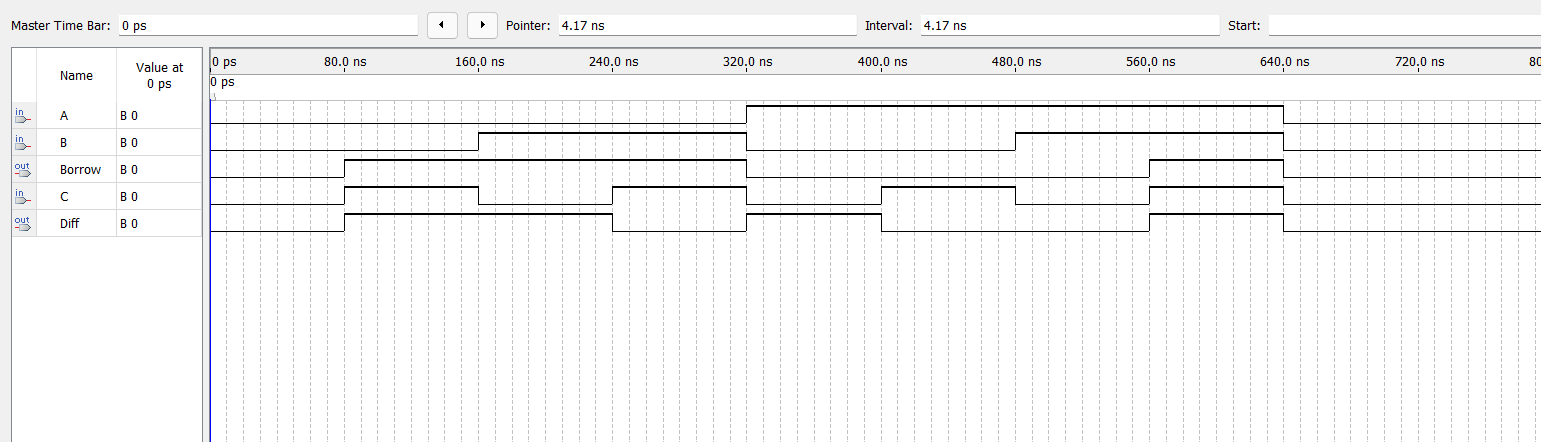 Master Time Bar: 0 ps Pointer: 4.17 ns Interval: 4.17 ns Start:
Name Value at 0 ps
0 ps 80.0 ns 160.0 ns 240.0 ns 320.0 ns 400.0 ns 480.0 ns 560.0 ns 640.0 ns 720.0 ns 80
0 ps
in A B 0
in B B 0
out Borrow B 0
in C B 0
out Diff B 0